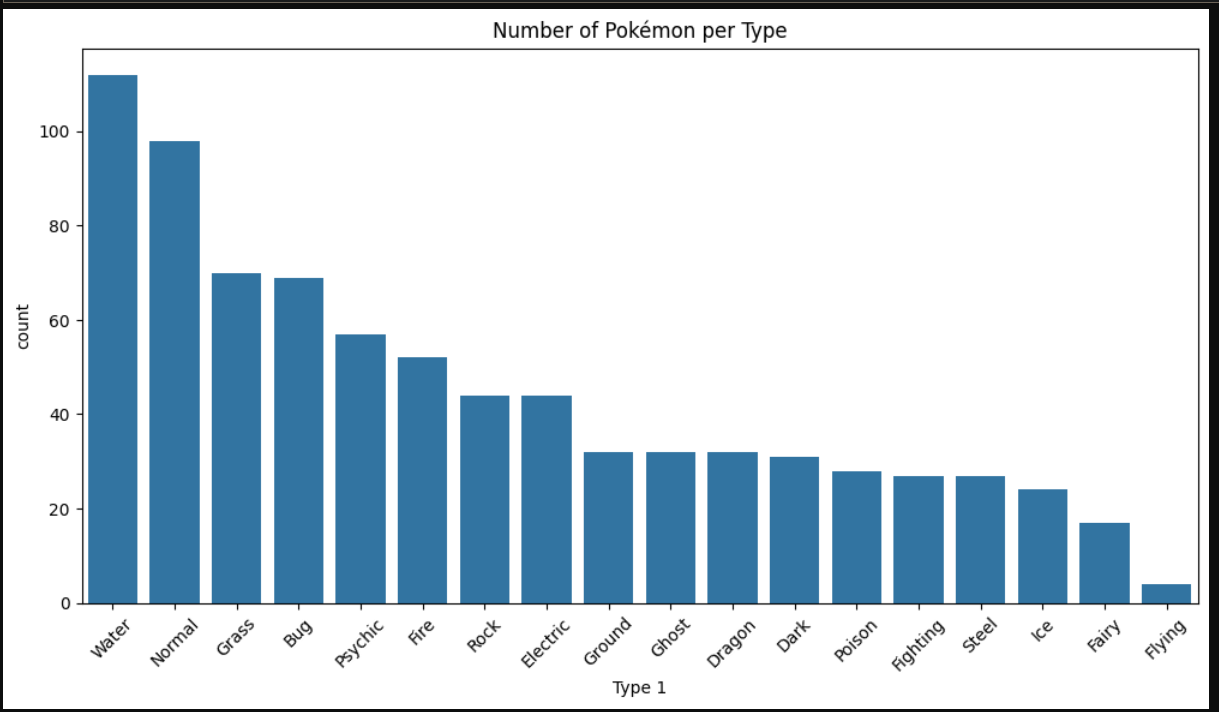 Number of Pokémon per Type
count
100
80
60
40
20
0
Water Normal Grass Bug Psychic Fire Rock Electric Ground Ghost Dragon Dark Poison Fighting Steel Ice Fairy Flying
Type 1